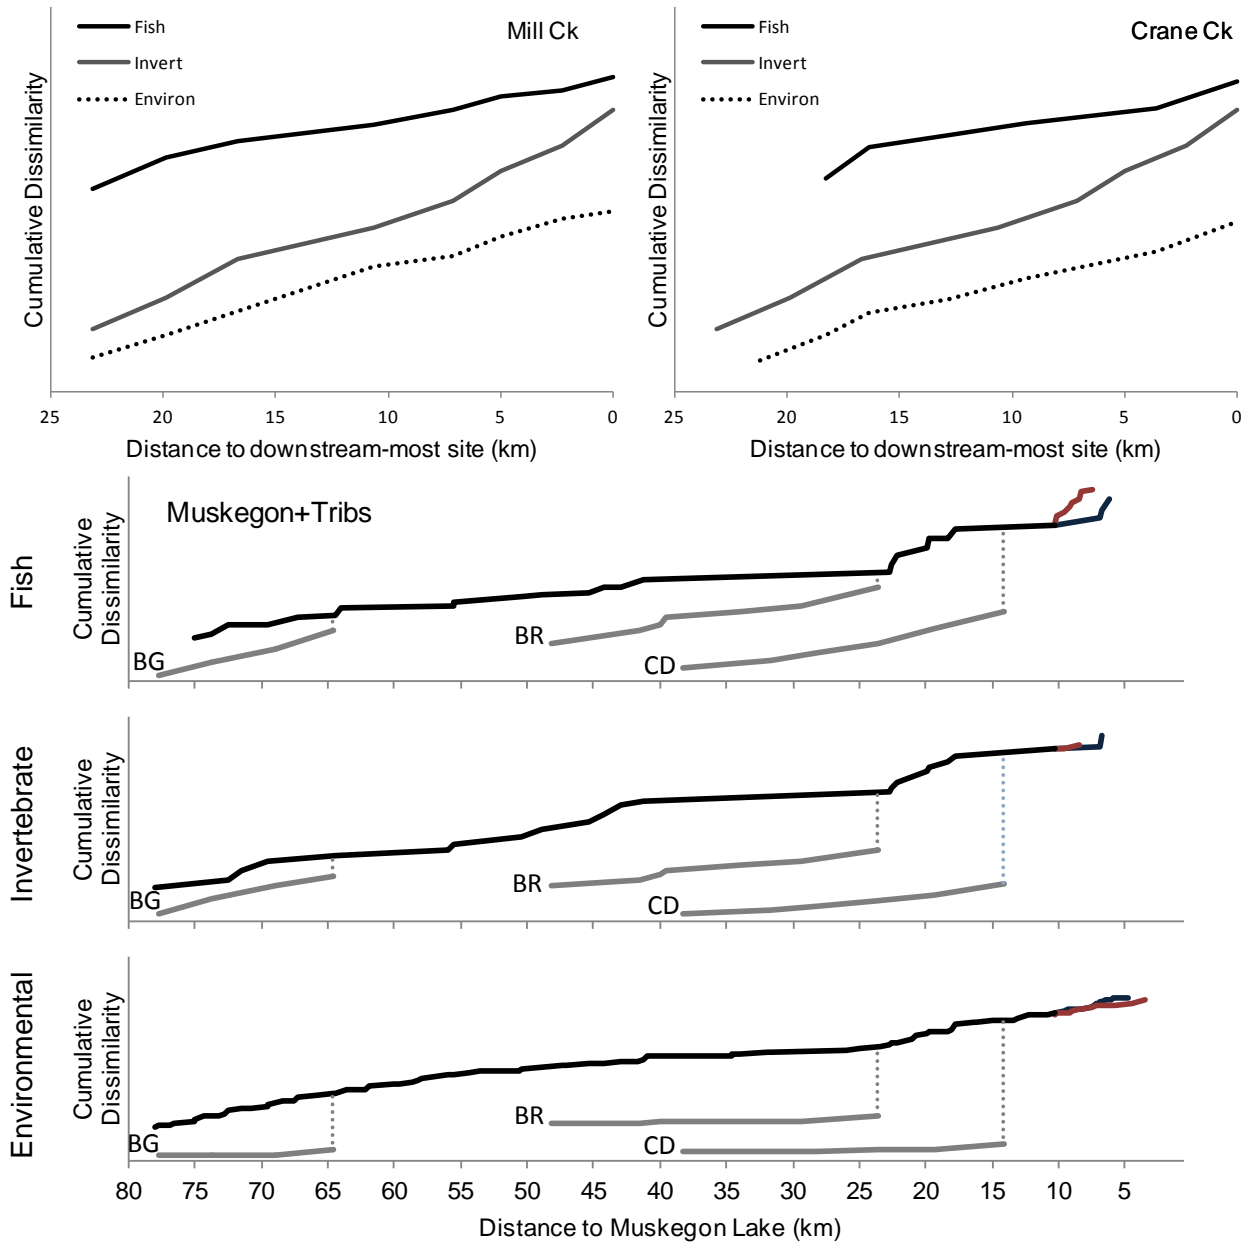 Fish
Invert
Environ
Mill Ck
Cumulative Dissimilarity
25 20 15 10 5 0
Distance to downstream-most site (km)
Fish
Invert
Environ
Crane Ck
Cumulative Dissimilarity
25 20 15 10 5 0
Distance to downstream-most site (km)
Muskegon+Tribs
Fish
Cumulative
Dissimilarity
BG
BR
CD
Invertebrate
Cumulative
Dissimilarity
BG
BR
CD
Environmental
Cumulative
Dissimilarity
BG
BR
CD
80 75 70 65 60 55 50 45 40 35 30 25 20 15 10 5
Distance to Muskegon Lake (km)